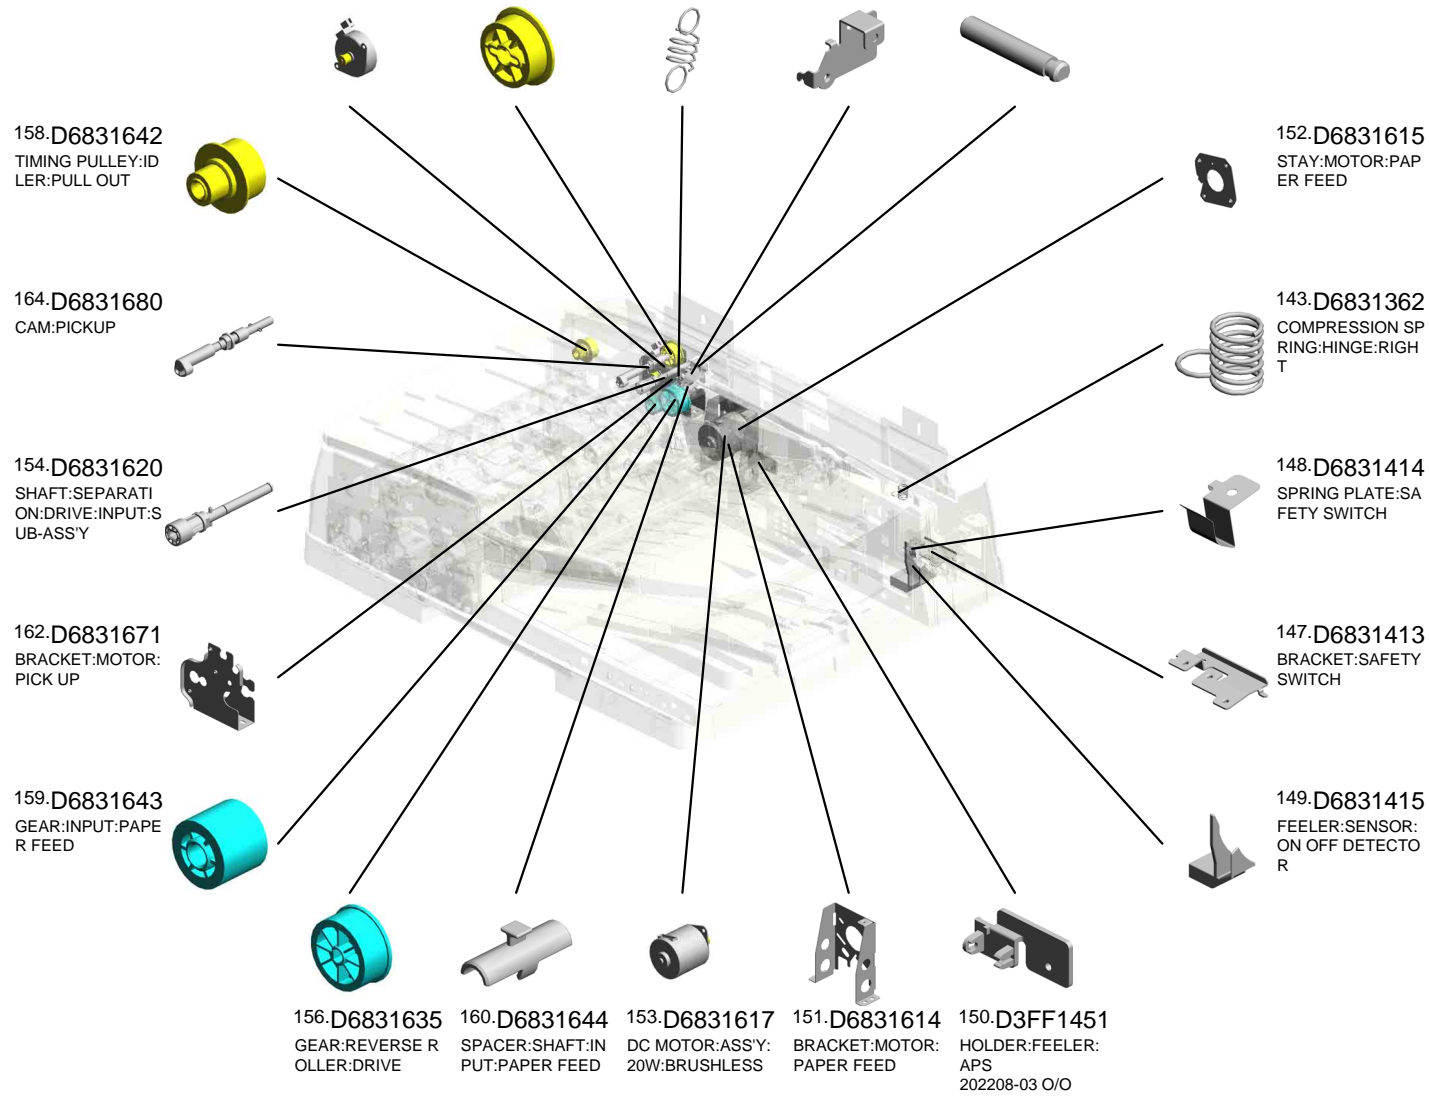 158.D6831642
TIMING PULLEY:ID
LER:PULL OUT
152.D6831615
STAY:MOTOR:PAP
ER FEED
164.D6831680
CAM:PICKUP
143.D6831362
COMPRESSION SP
RING:HINGE:RIGH
T
154.D6831620
SHAFT:SEPARATI
ON:DRIVE:INPUT:S
UB-ASS'Y
148.D6831414
SPRING PLATE:SA
FETY SWITCH
162.D6831671
BRACKET:MOTOR:
PICK UP
147.D6831413
BRACKET:SAFETY
SWITCH
159.D6831643
GEAR:INPUT:PAPE
R FEED
149.D6831415
FEELER:SENSOR:
ON OFF DETECTO
R
156.D6831635
GEAR:REVERSE R
OLLER:DRIVE
160.D6831644
SPACER:SHAFT:IN
PUT:PAPER FEED
153.D6831617
DC MOTOR:ASS'Y:
20W:BRUSHLESS
151.D6831614
BRACKET:MOTOR:
PAPER FEED
150.D3FF1451
HOLDER:FEELER:
APS
202208-03 O/O